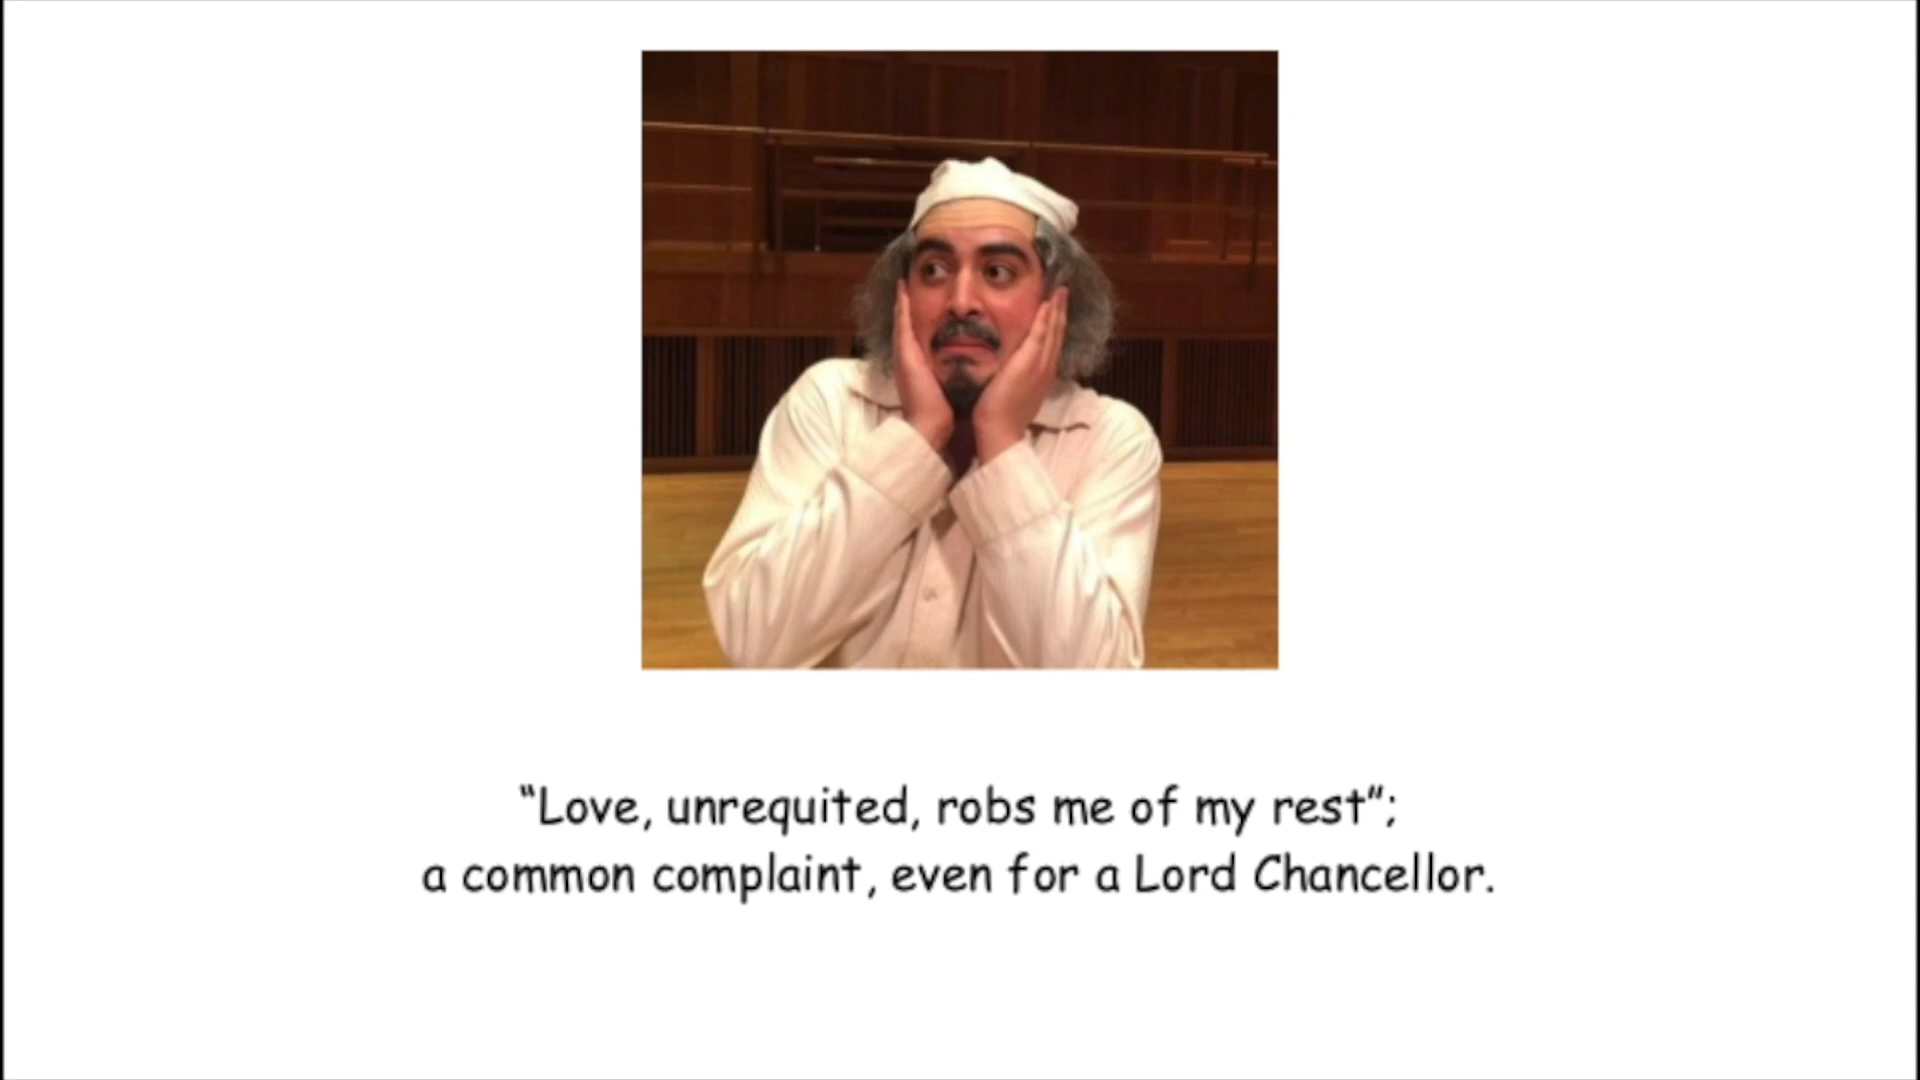 “Love, unrequited, robs me of my rest”;
a common complaint, even for a Lord Chancellor.